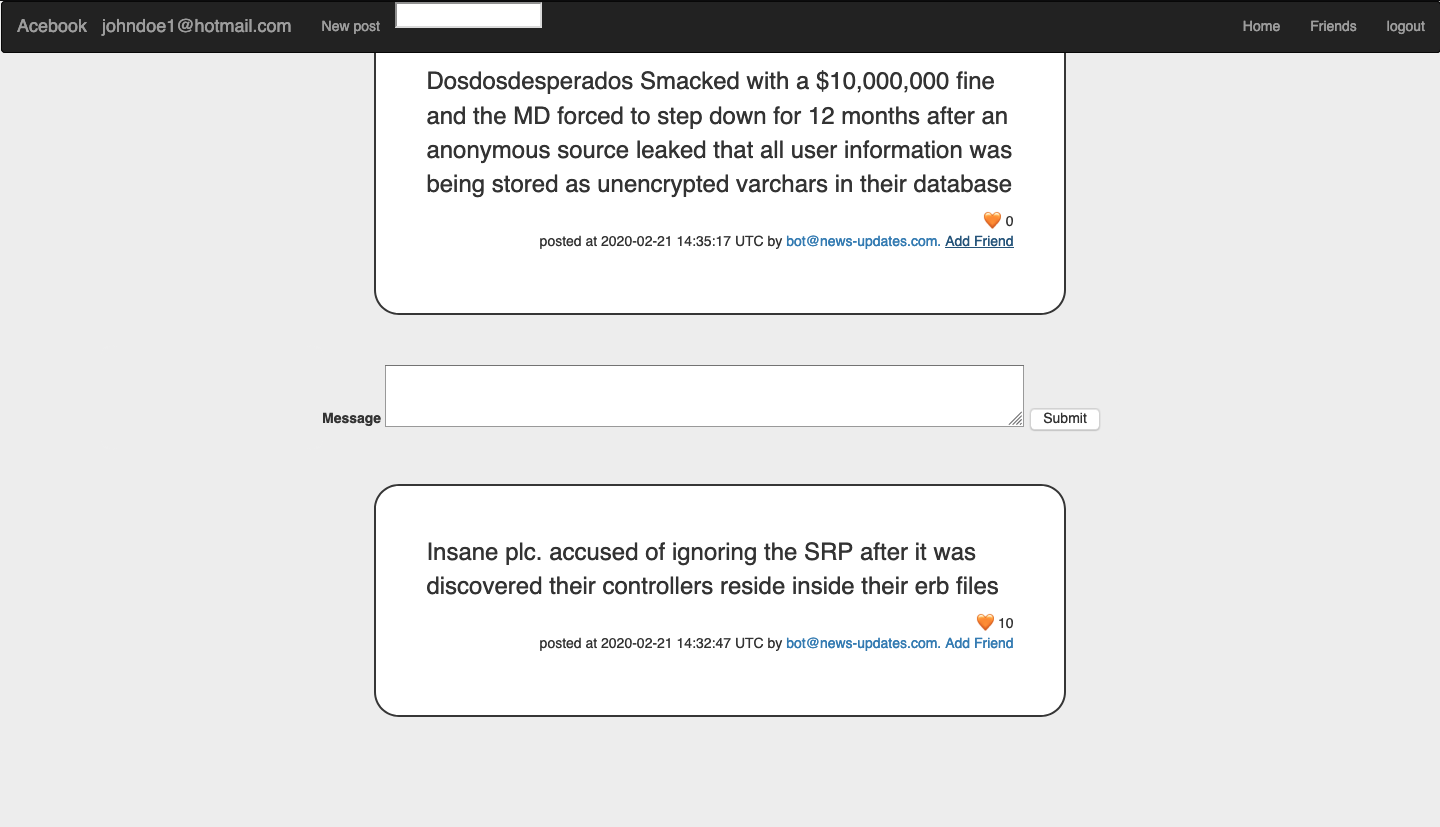 Acebook johndoe1@hotmail.com New post Home Friends logout
Dosdosdesperados Smacked with a $10,000,000 fine
and the MD forced to step down for 12 months after an
anonymous source leaked that all user information was
being stored as unencrypted varchars in their database
🧡 0
posted at 2020-02-21 14:35:17 UTC by bot@news-updates.com. Add Friend
Message Submit
Insane plc. accused of ignoring the SRP after it was
discovered their controllers reside inside their erb files
🧡 10
posted at 2020-02-21 14:32:47 UTC by bot@news-updates.com. Add Friend